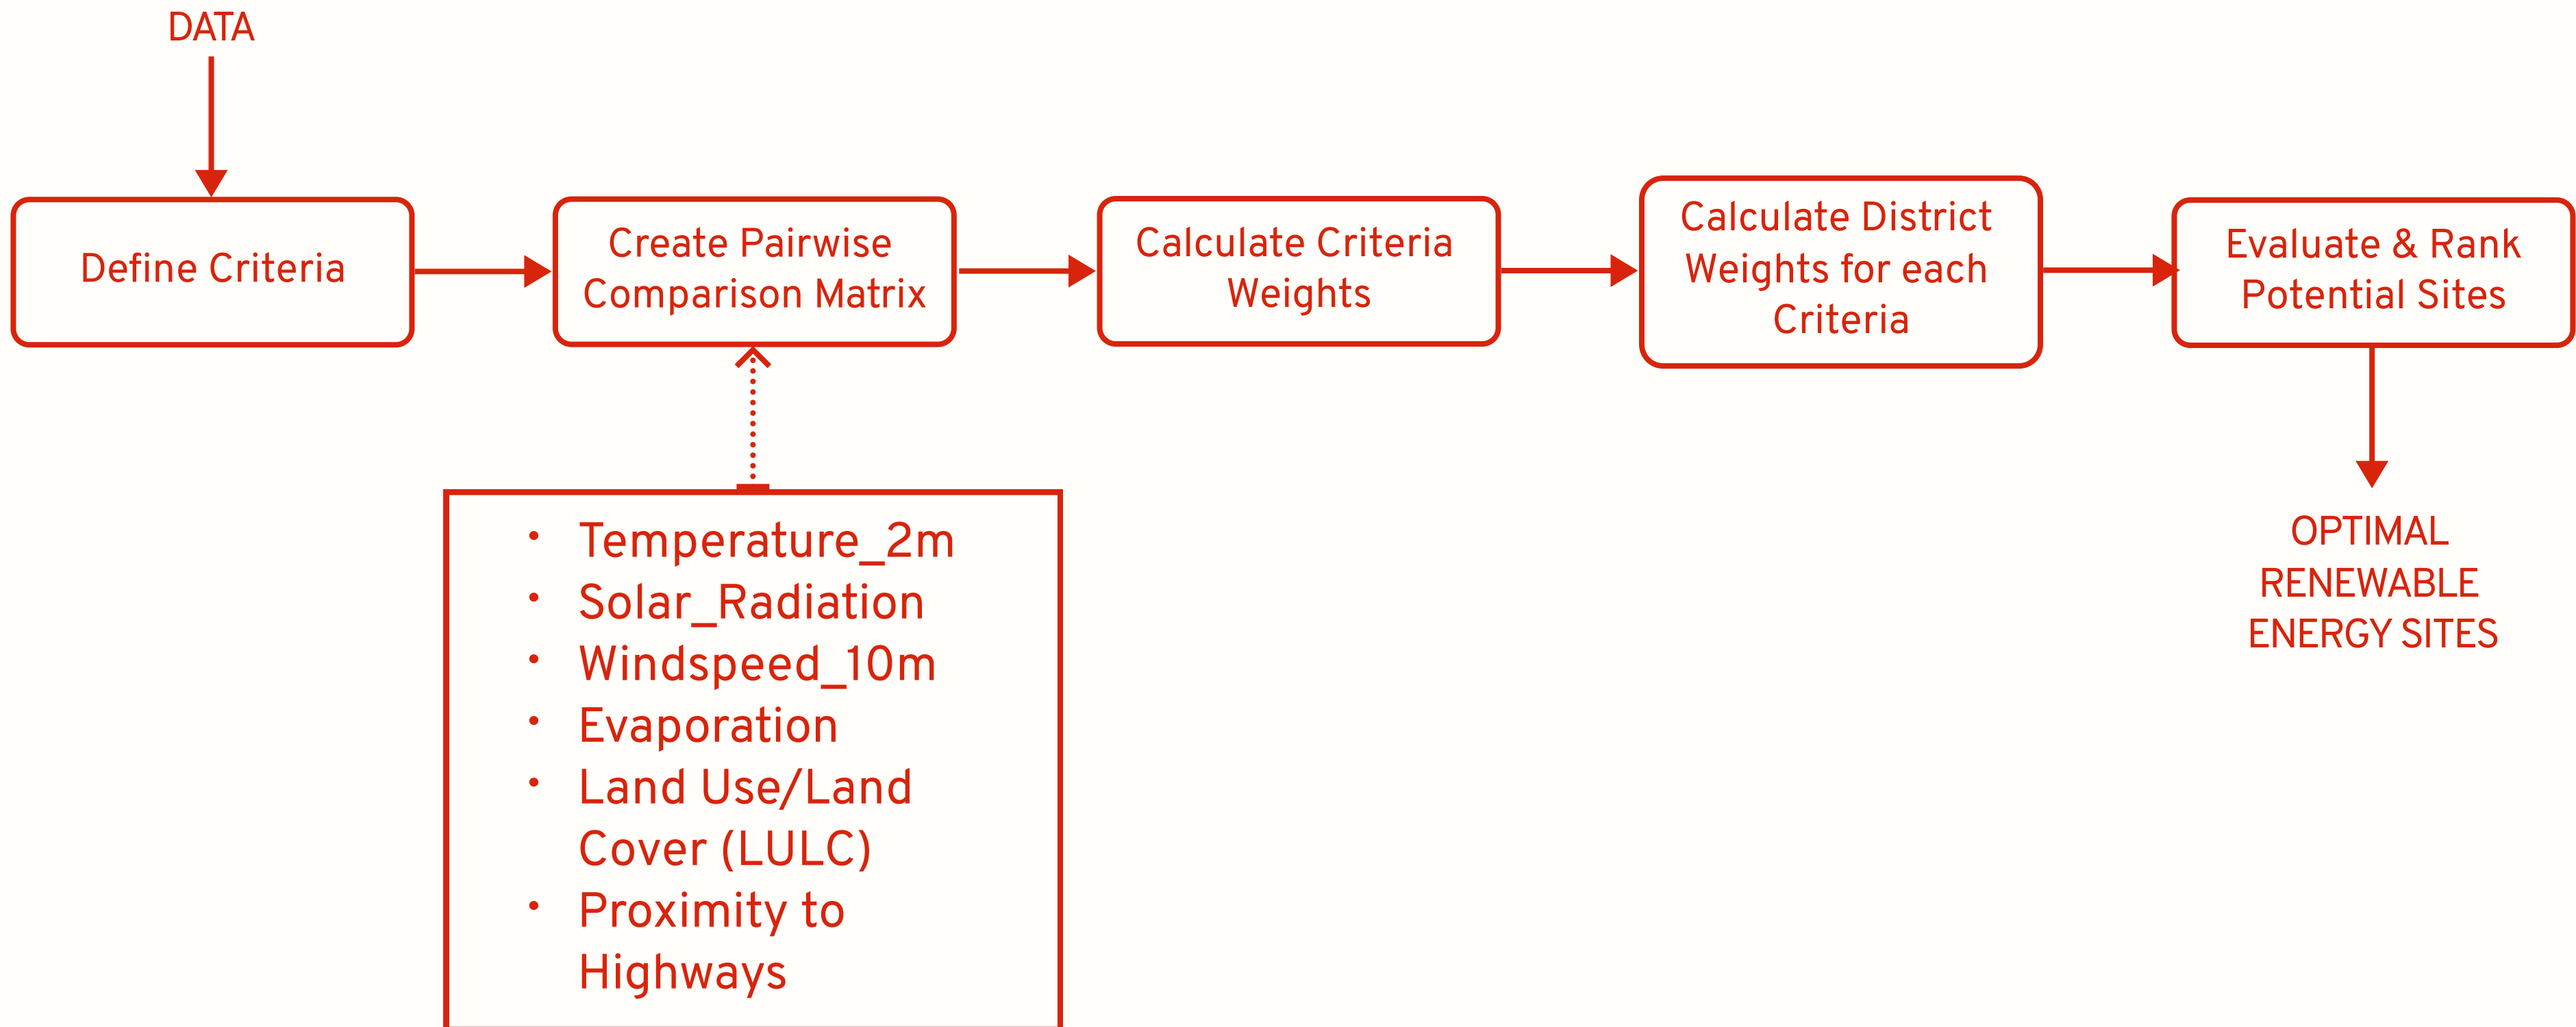 DATA
Define Criteria
Create Pairwise
Comparison Matrix
Calculate Criteria
Weights
Calculate District
Weights for each
Criteria
Evaluate & Rank
Potential Sites
• Temperature_2m
• Solar_Radiation
• Windspeed_10m
• Evaporation
• Land Use/Land
Cover (LULC)
• Proximity to
Highways
OPTIMAL
RENEWABLE
ENERGY SITES